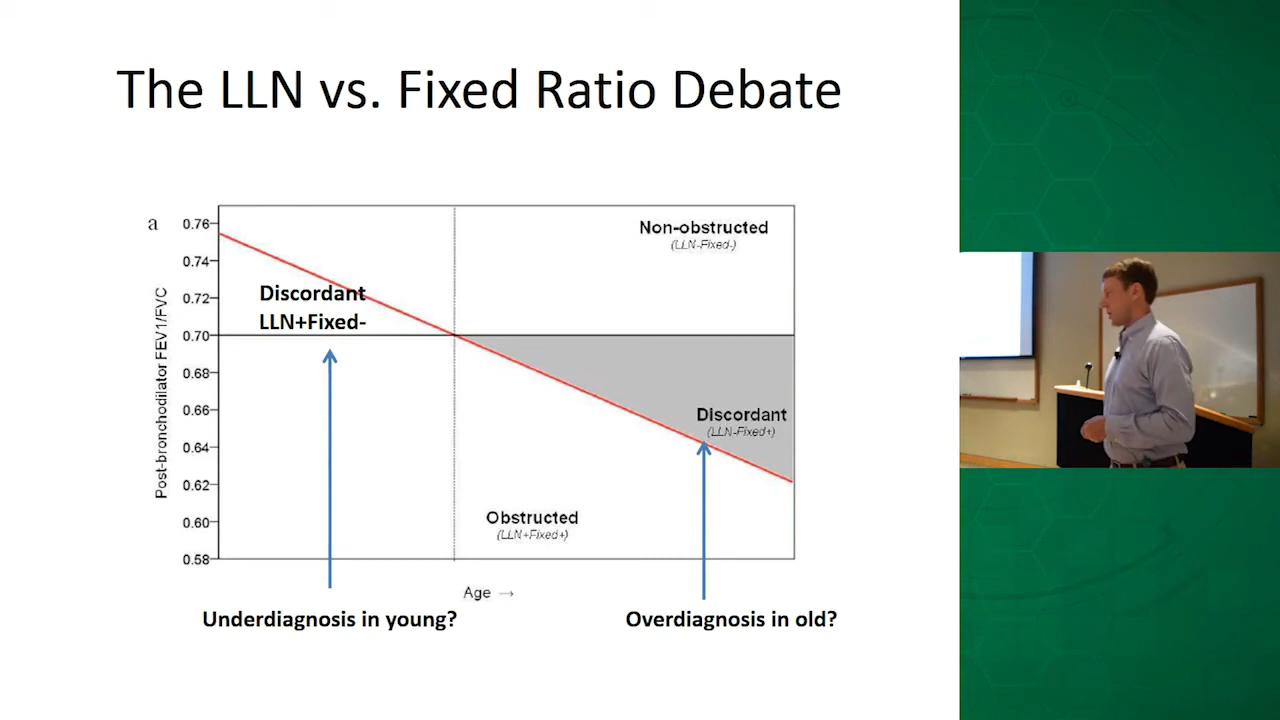 The LLN vs. Fixed Ratio Debate
a
Post-bronchodilator FEV1/FVC
0.76
0.74
0.72
0.70
0.68
0.66
0.64
0.62
0.60
0.58
Non-obstructed
(LLN-Fixed-)
Discordant
LLN+Fixed-
Discordant
(LLN-Fixed+)
Obstructed
(LLN+Fixed+)
Age →
Underdiagnosis in young?
Overdiagnosis in old?